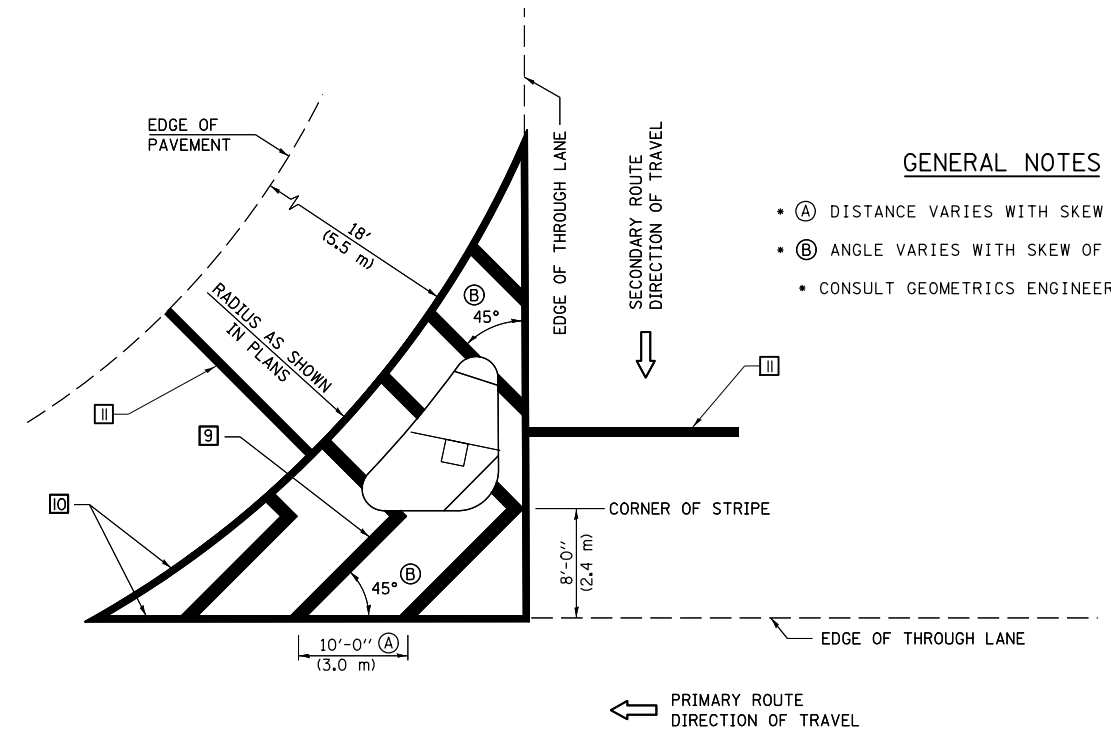 EDGE OF
PAVEMENT
18'
(5.5 m)
RADIUS AS SHOWN
IN PLANS
EDGE OF THROUGH LANE
SECONDARY ROUTE
DIRECTION OF TRAVEL
GENERAL NOTES
* Ⓐ DISTANCE VARIES WITH SKEW
* Ⓑ ANGLE VARIES WITH SKEW OF
* CONSULT GEOMETRICS ENGINEER
Ⓑ
45°
11
11
9
10
CORNER OF STRIPE
8'-0"
(2.4 m)
45° Ⓑ
10'-0" Ⓐ
(3.0 m)
EDGE OF THROUGH LANE
PRIMARY ROUTE
DIRECTION OF TRAVEL